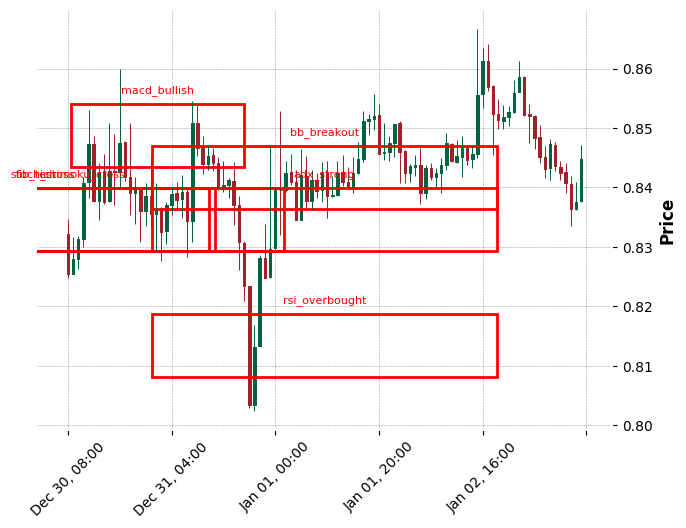 macd_bullish
bb_breakout
adx_strong
rsi_overbought
0.86
0.85
0.84
0.83
0.82
0.81
0.80
Price
Dec 30, 08:00
Dec 31, 04:00
Jan 01, 00:00
Jan 01, 20:00
Jan 02, 16:00